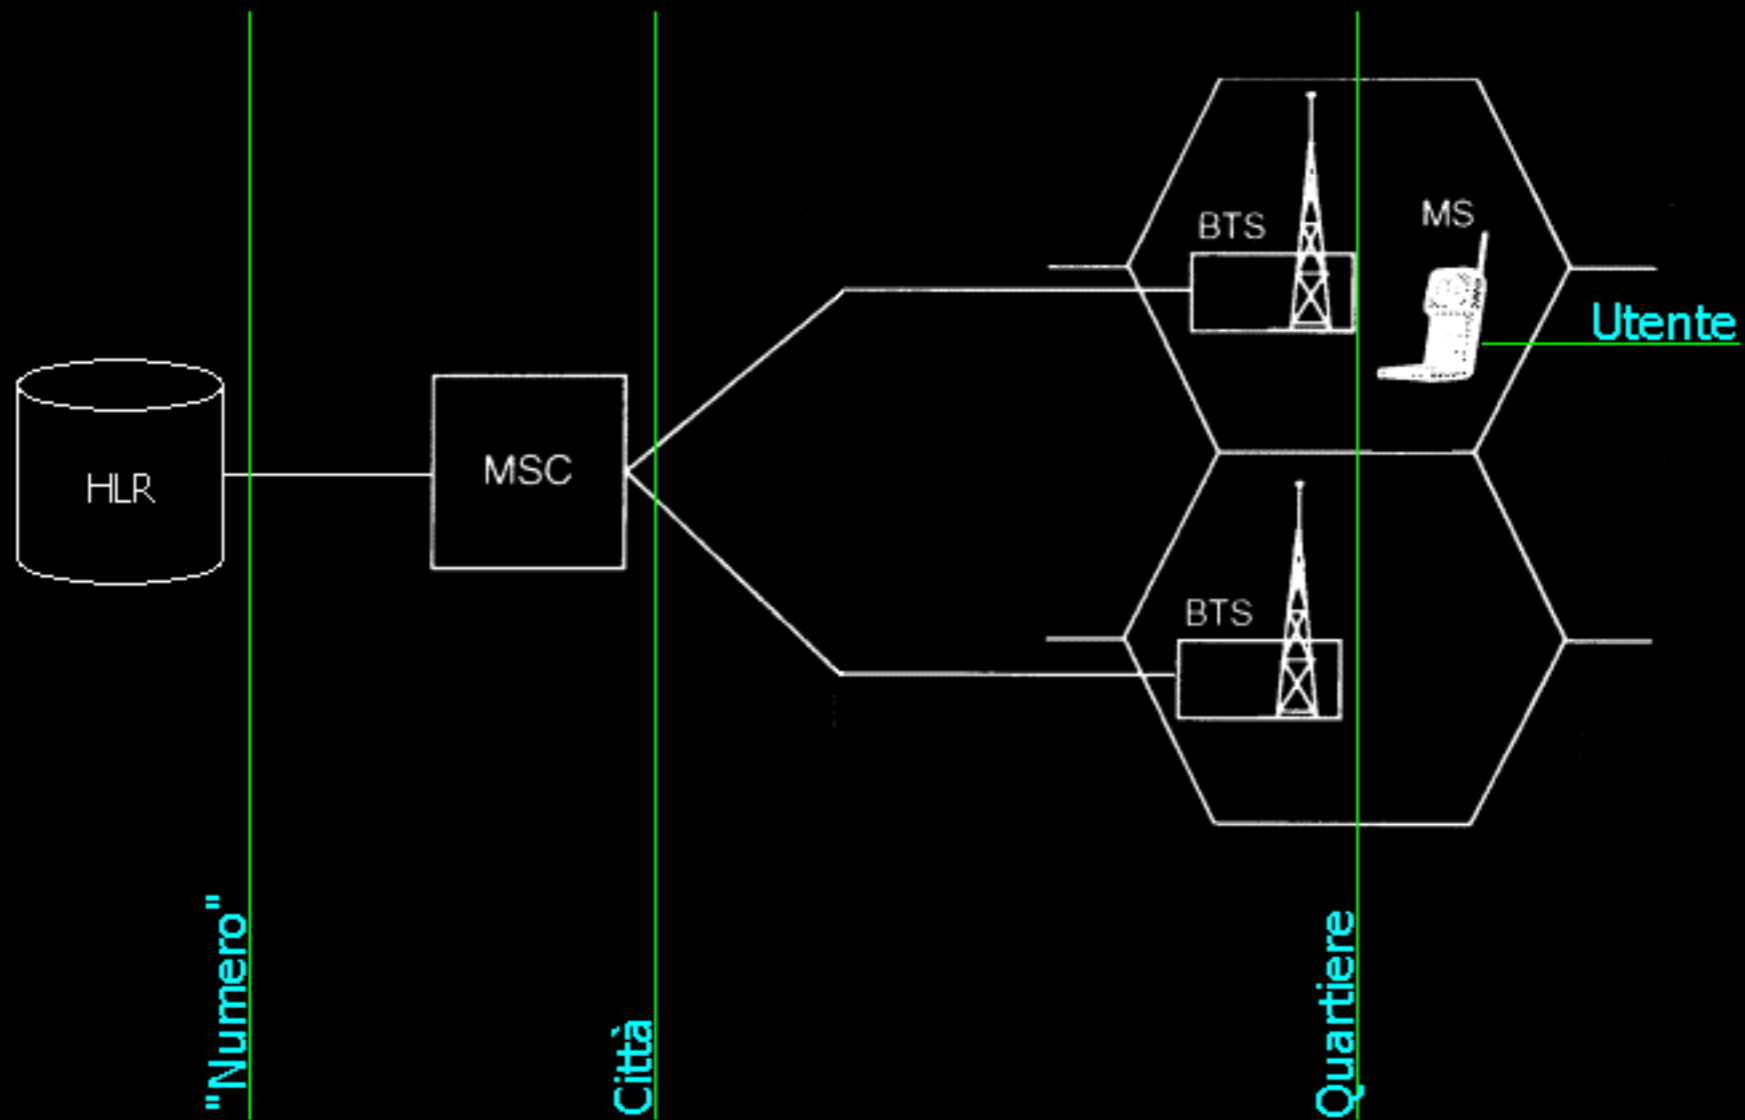 MS
BTS
Utente
MSC
HLR
BTS
"Numero"
Città
Quartiere